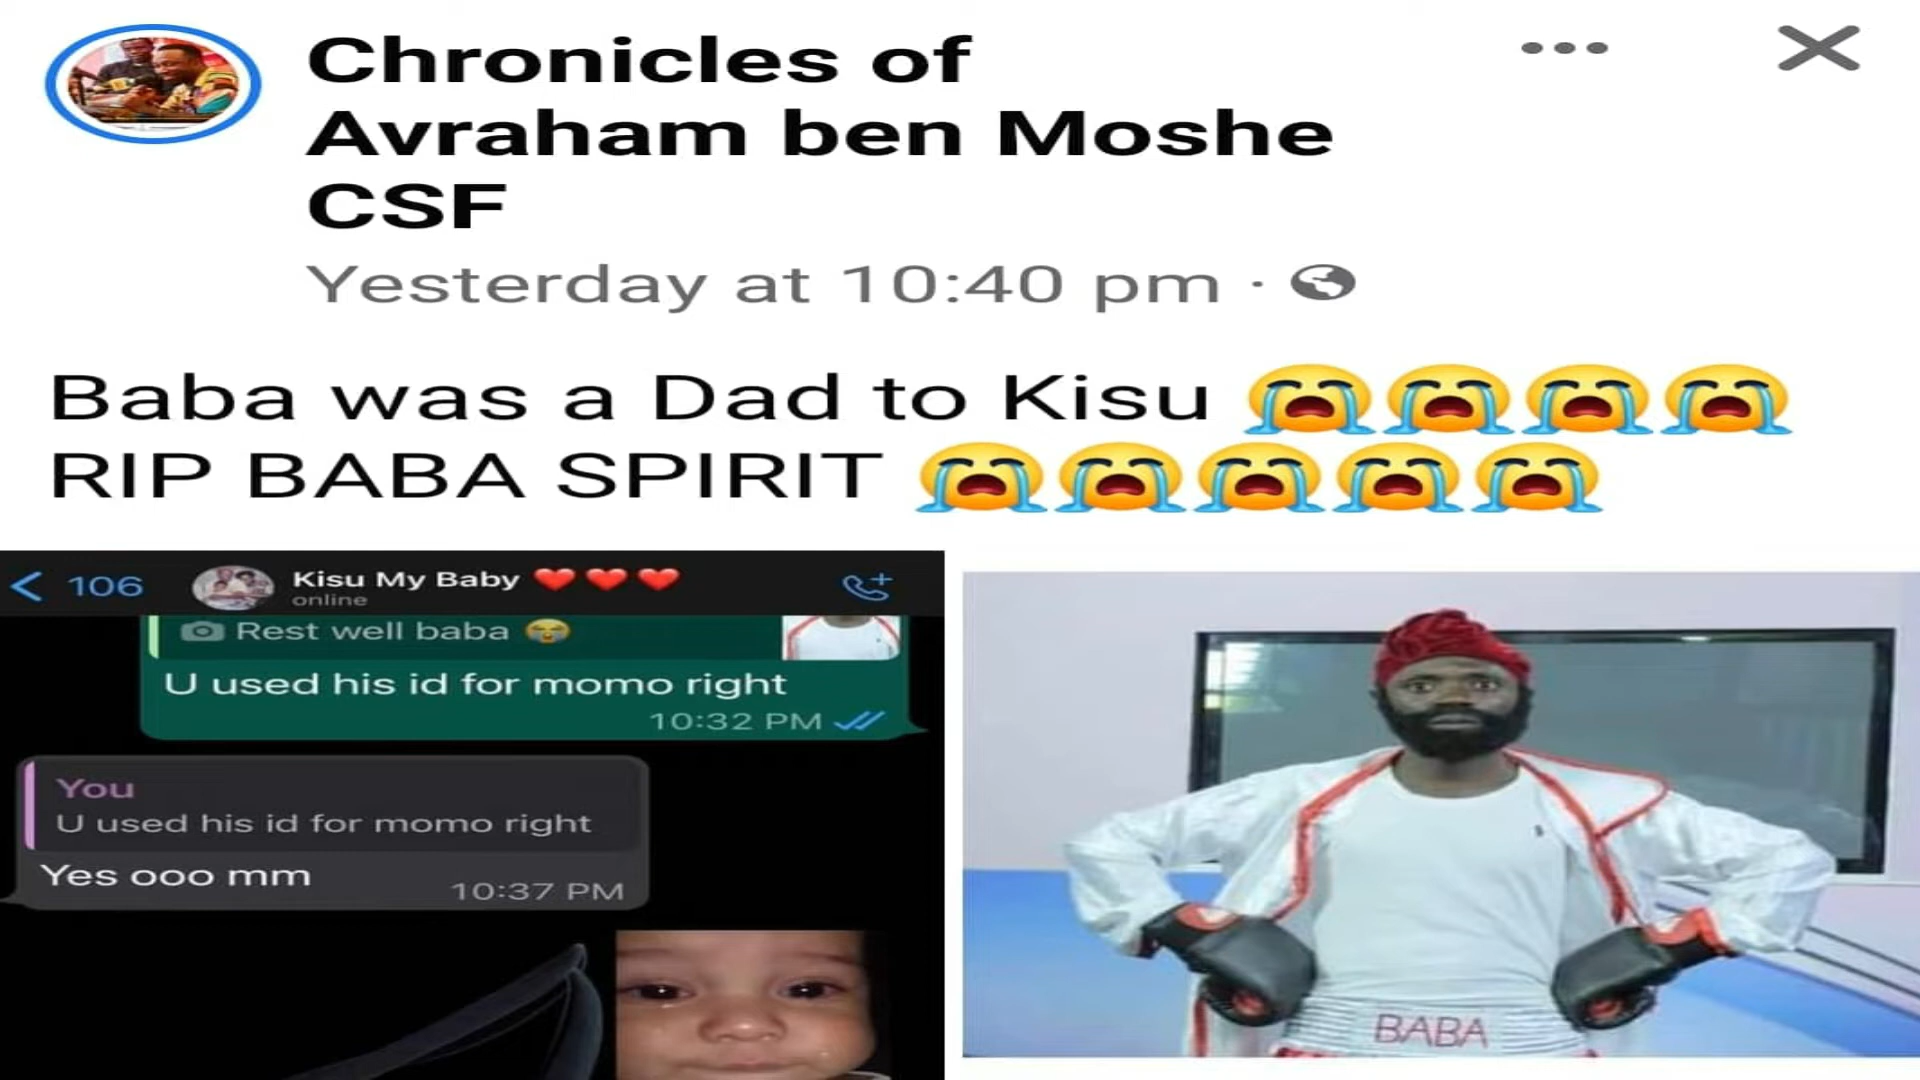 Chronicles of
Avraham ben Moshe
CSF
Yesterday at 10:40 pm ·
Baba was a Dad to Kisu 😭😭😭😭
RIP BABA SPIRIT 😭😭😭😭😭
106
Kisu My Baby ❤️❤️❤️
online
Rest well baba 😭
U used his id for momo right
10:32 PM
You
U used his id for momo right
Yes ooo mm
10:37 PM
BABA